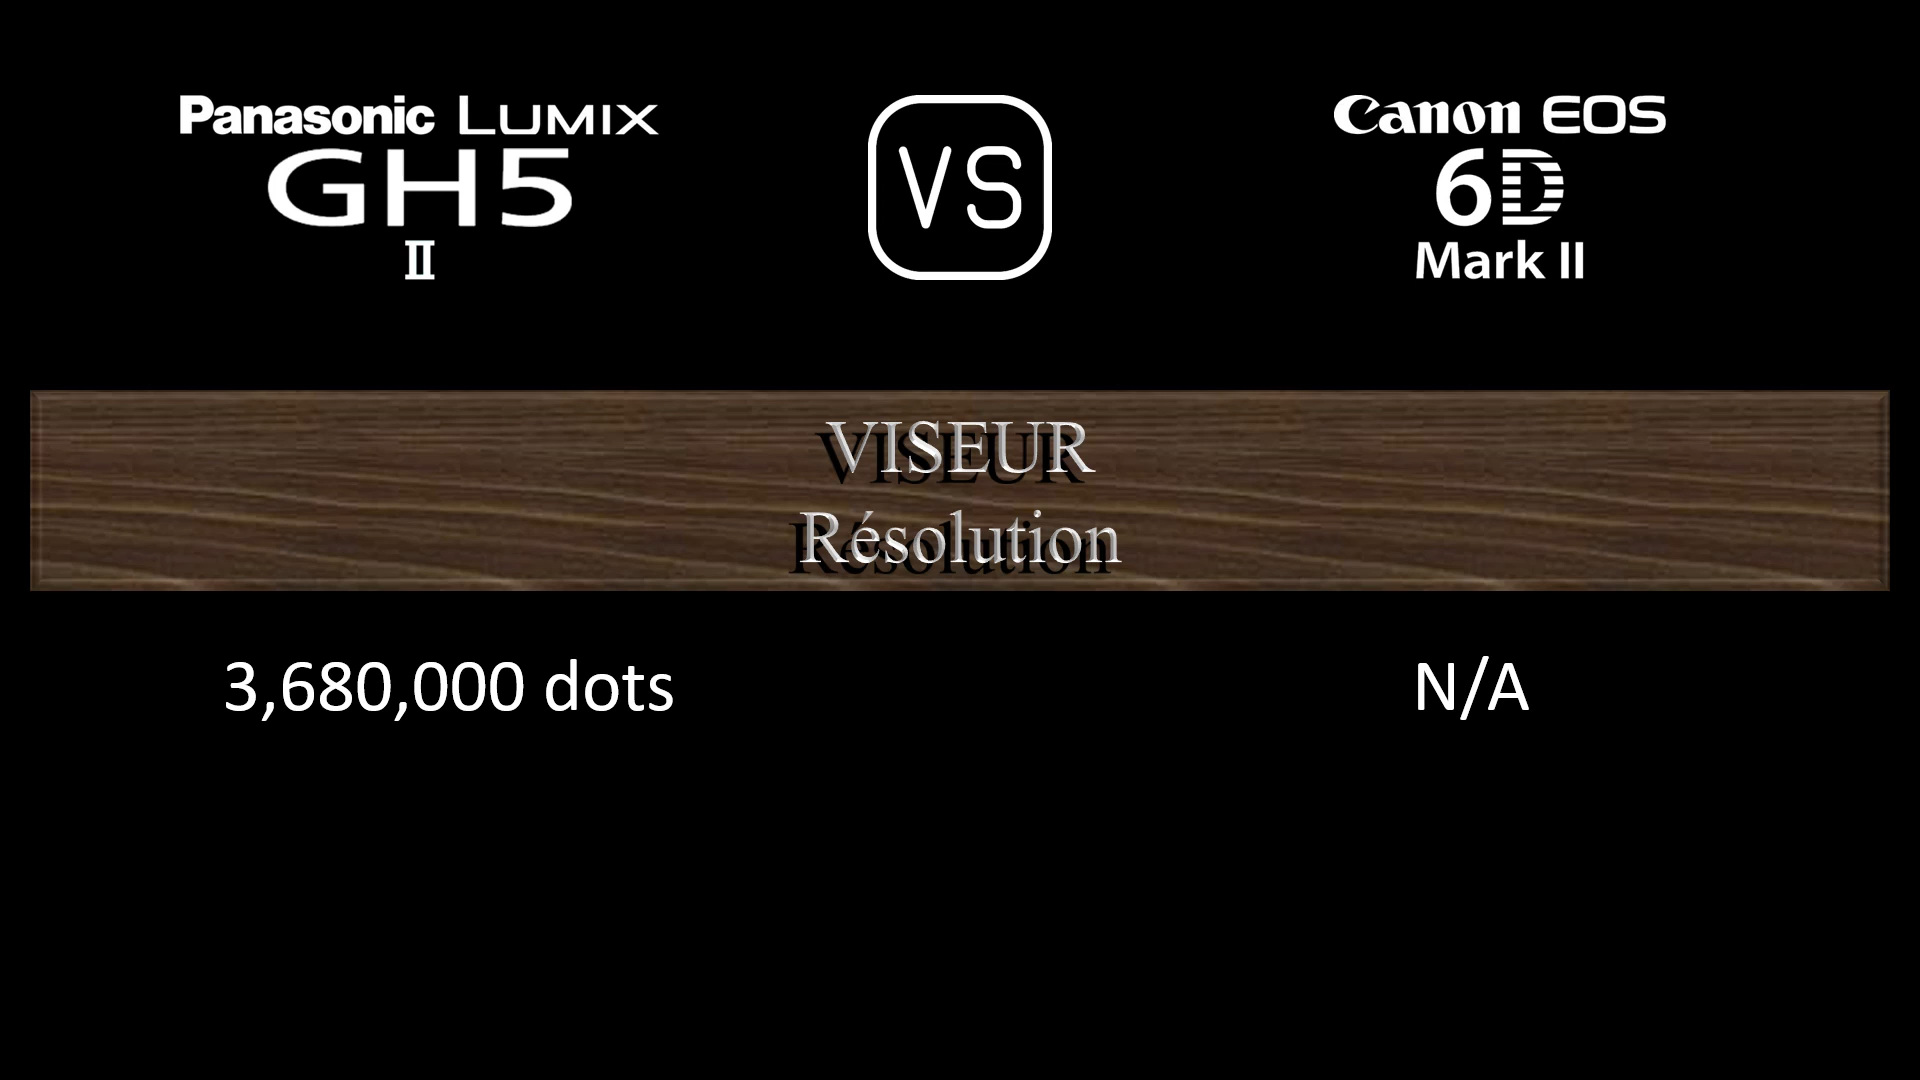 Panasonic LUMIX
GH5
II
VS
Canon EOS
6D
Mark II
VISEUR
Résolution
3,680,000 dots
N/A